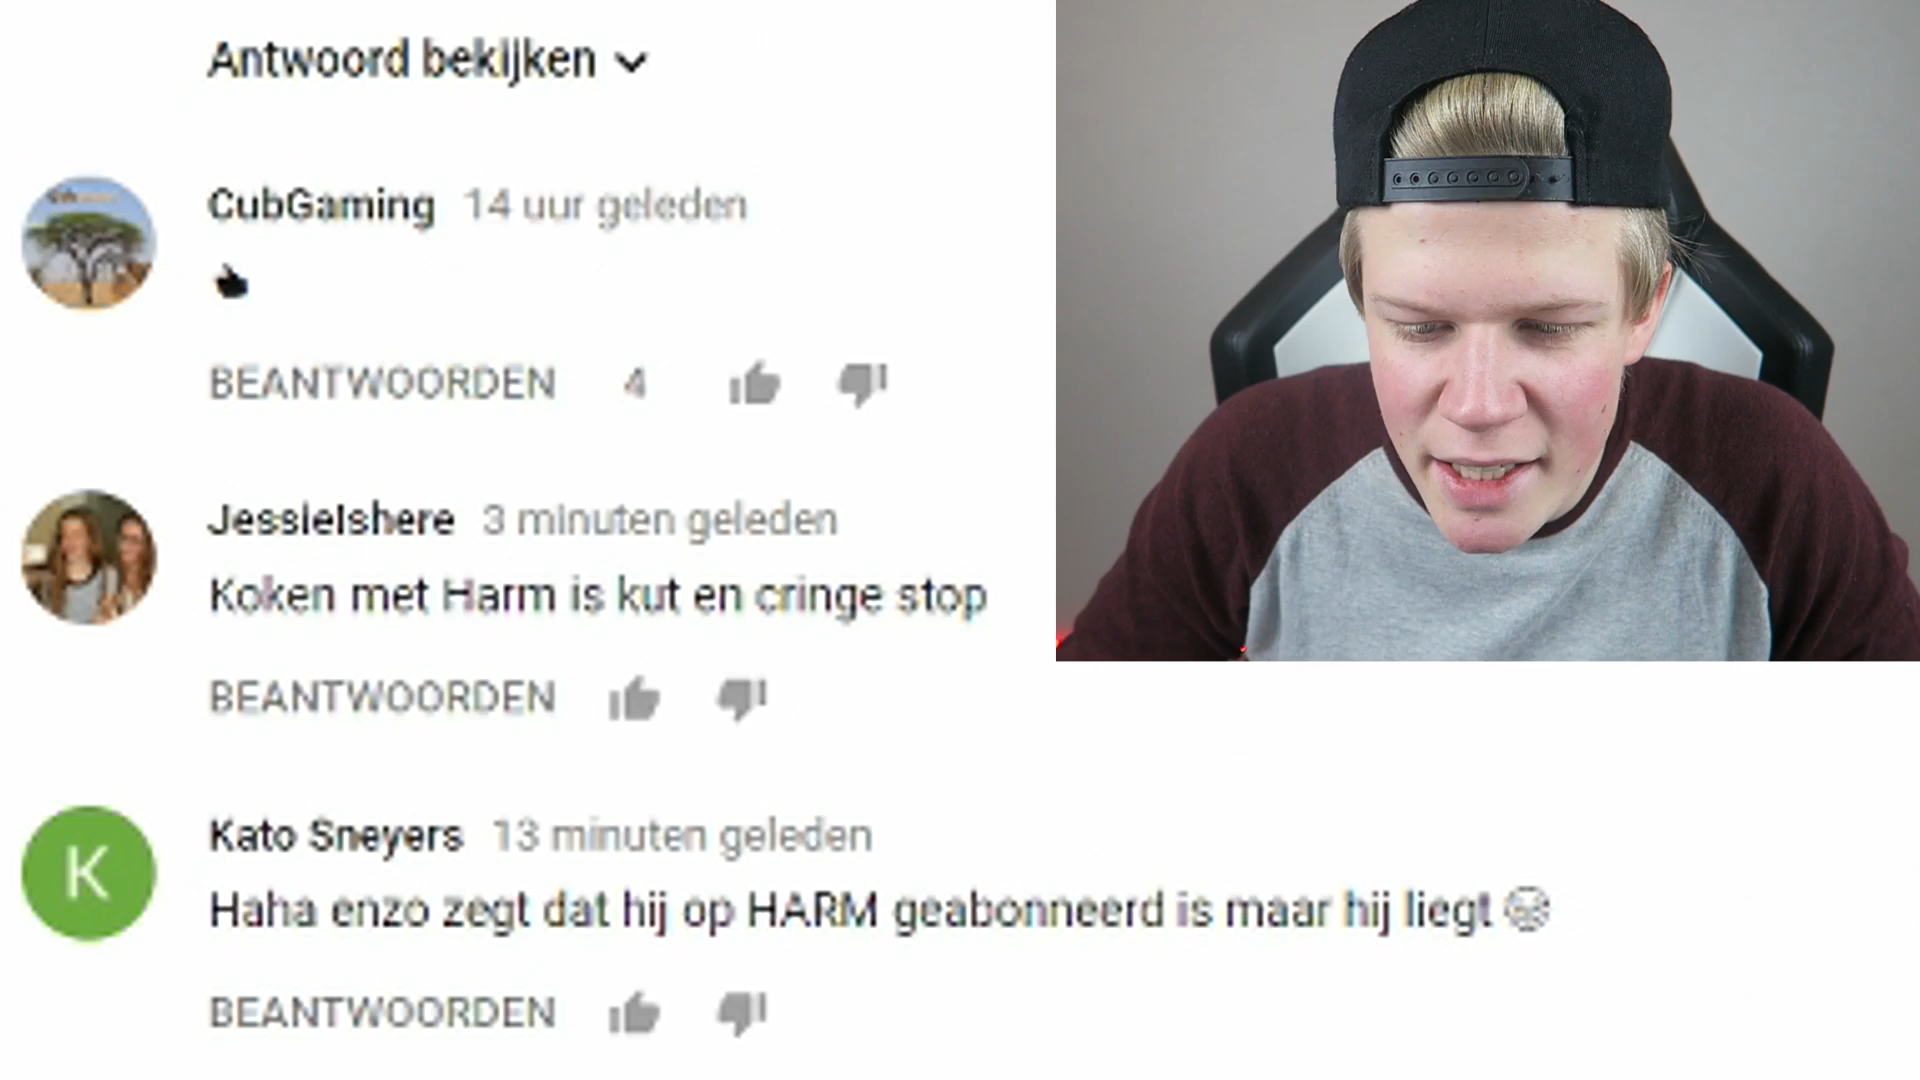 Antwoord bekijken
CubGaming 14 uur geleden
BEANTWOORDEN 4
JessieIshere 3 minuten geleden
Koken met Harm is kut en cringe stop
BEANTWOORDEN
K
Kato Sneyers 13 minuten geleden
Haha enzo zegt dat hij op HARM geabonneerd is maar hij liegt
BEANTWOORDEN